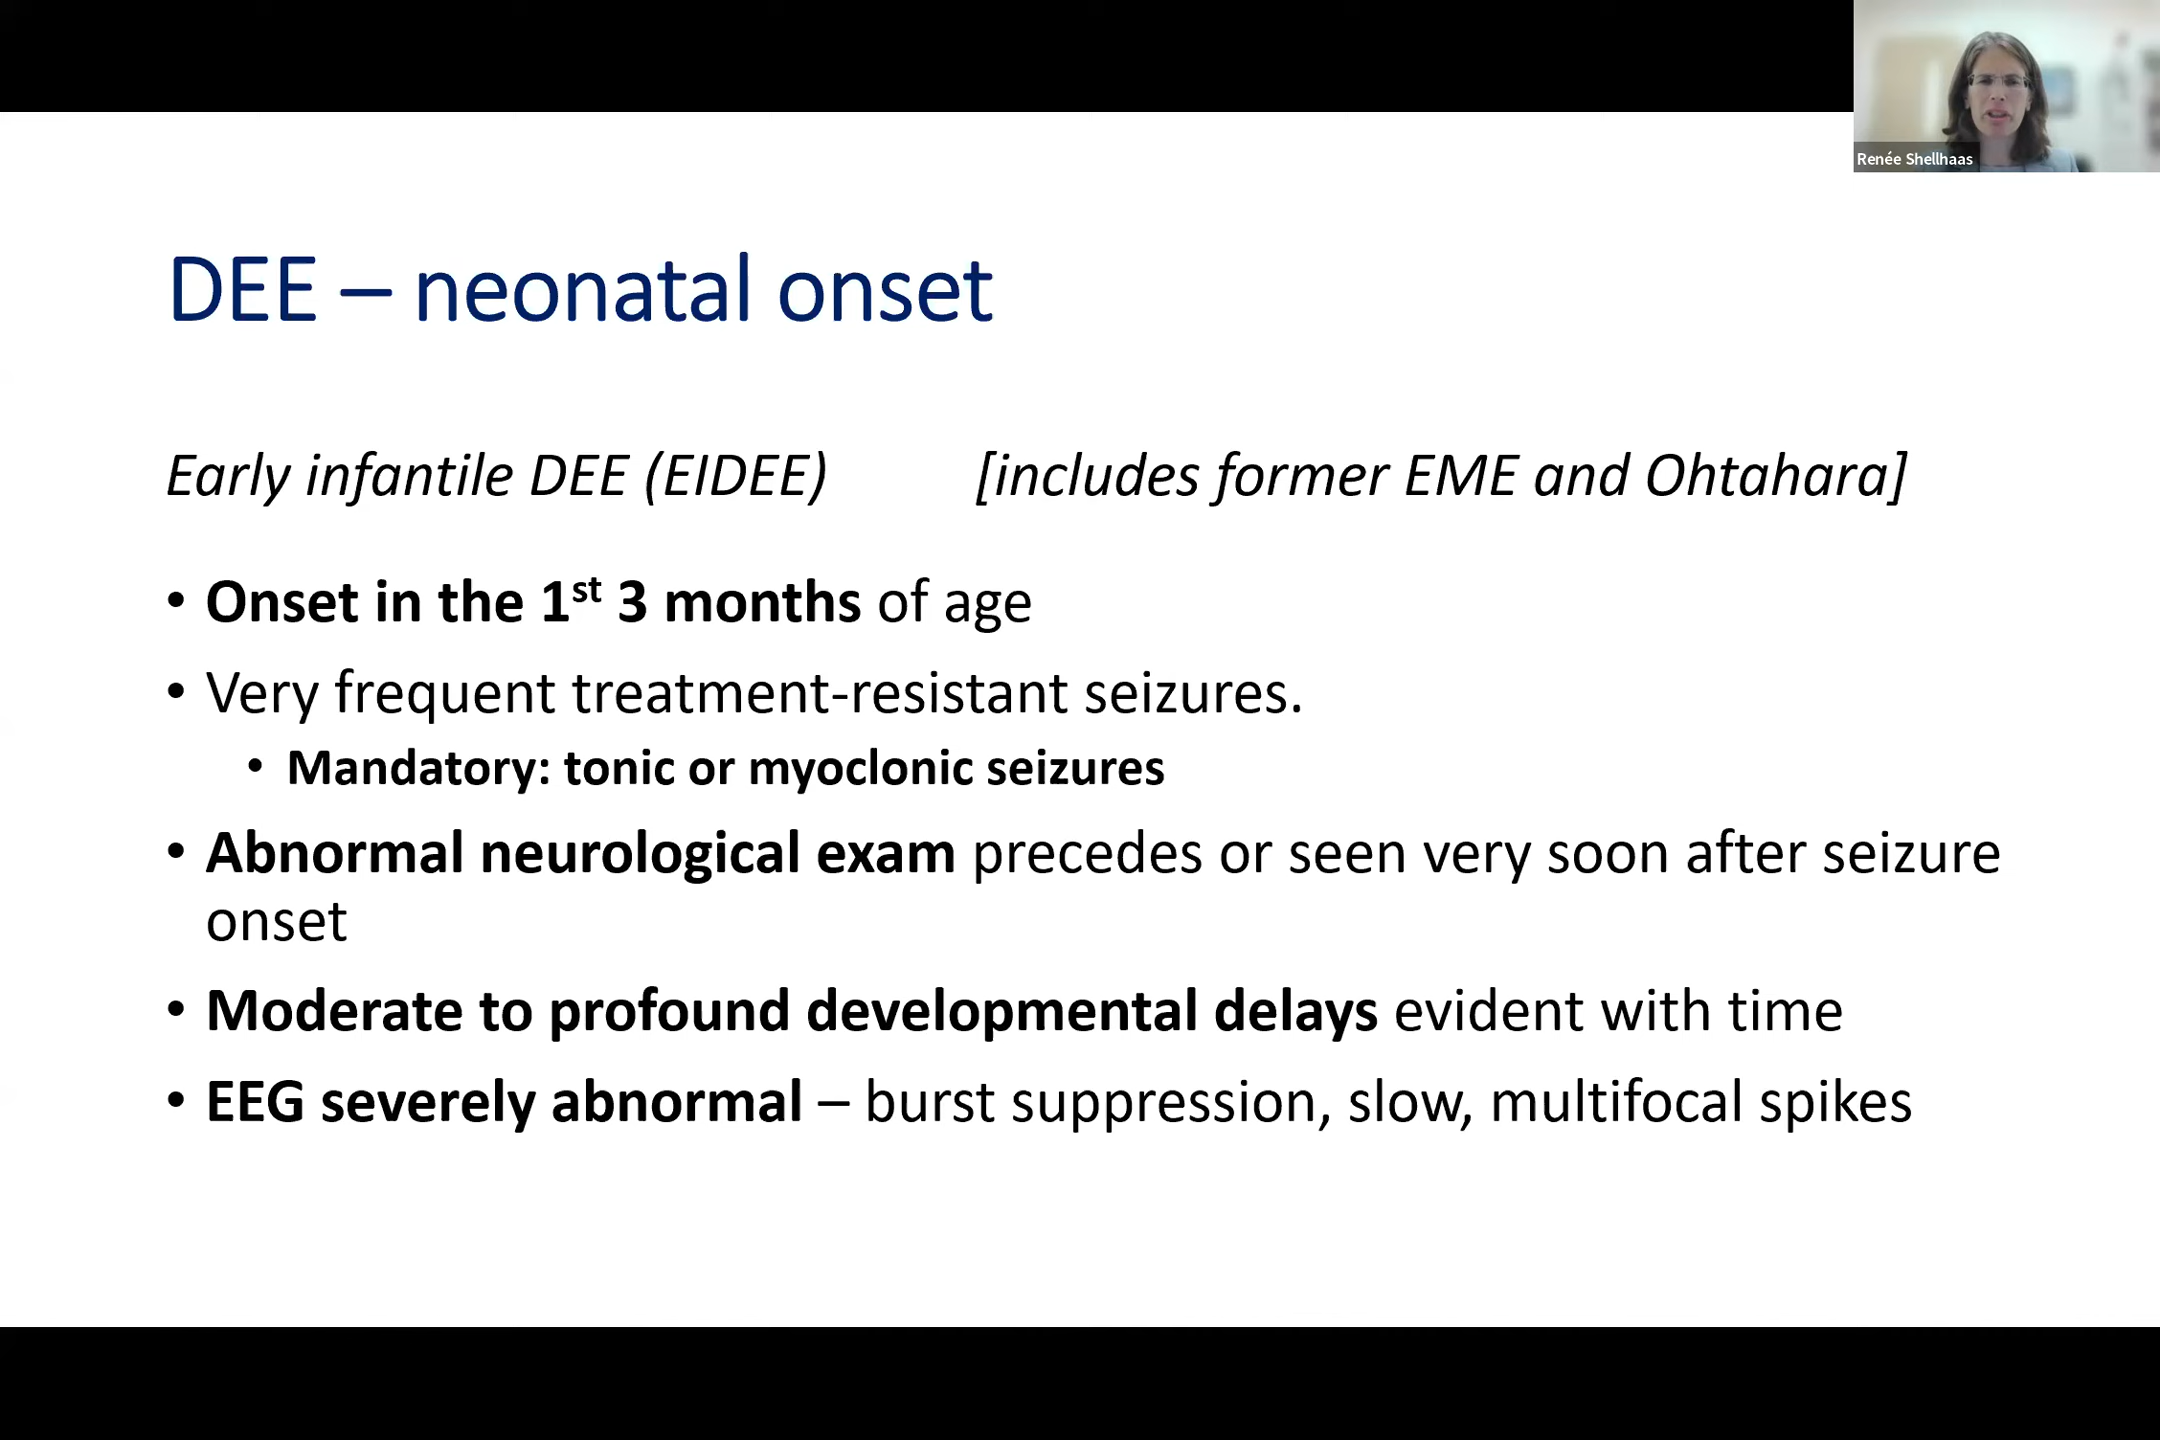 Renée Shellhaas
DEE – neonatal onset
Early infantile DEE (EIDEE) [includes former EME and Ohtahara]
• Onset in the 1st 3 months of age
• Very frequent treatment-resistant seizures.
• Mandatory: tonic or myoclonic seizures
• Abnormal neurological exam precedes or seen very soon after seizure
onset
• Moderate to profound developmental delays evident with time
• EEG severely abnormal – burst suppression, slow, multifocal spikes